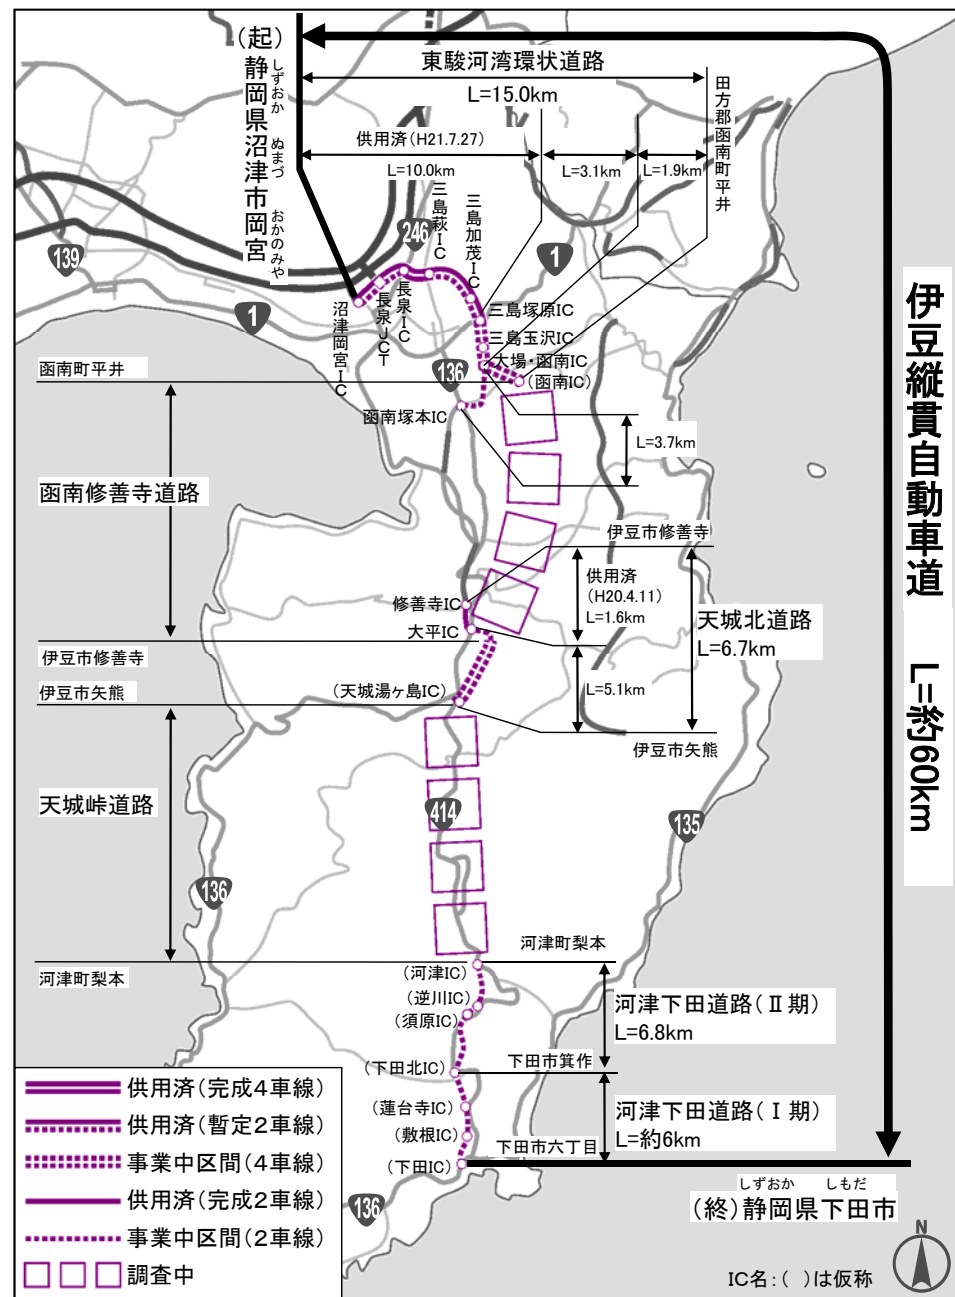 (起)
静岡県沼津市岡宮
しずおか ぬまづ おかのみや
東駿河湾環状道路
L=15.0km
供用済(H21.7.27)
L=10.0km
L=3.1km
L=1.9km
田方郡函南町平井
139
246
1
1
三島萩IC
三島加茂IC
沼津岡宮IC
長泉JCT
長泉IC
三島塚原IC
三島玉沢IC
大場・函南IC
(函南IC)
136
函南町平井
函南塚本IC
L=3.7km
函南修善寺道路
伊豆市修善寺
供用済
(H20.4.11)
L=1.6km
修善寺IC
大平IC
天城北道路
L=6.7km
伊豆市修善寺
伊豆市矢熊
(天城湯ヶ島IC)
L=5.1km
伊豆市矢熊
天城峠道路
414
135
136
河津町梨本
河津町梨本
(河津IC)
(逆川IC)
(須原IC)
河津下田道路(Ⅱ期)
L=6.8km
(下田北IC)
下田市箕作
(蓮台寺IC)
(敷根IC)
河津下田道路(Ⅰ期)
L=約6km
下田市六丁目
(下田IC)
136
しずおか しもだ
(終)静岡県下田市
伊豆縦貫自動車道 L=約60km
供用済(完成4車線)
供用済(暫定2車線)
事業中区間(4車線)
供用済(完成2車線)
事業中区間(2車線)
調査中
N
IC名:( )は仮称